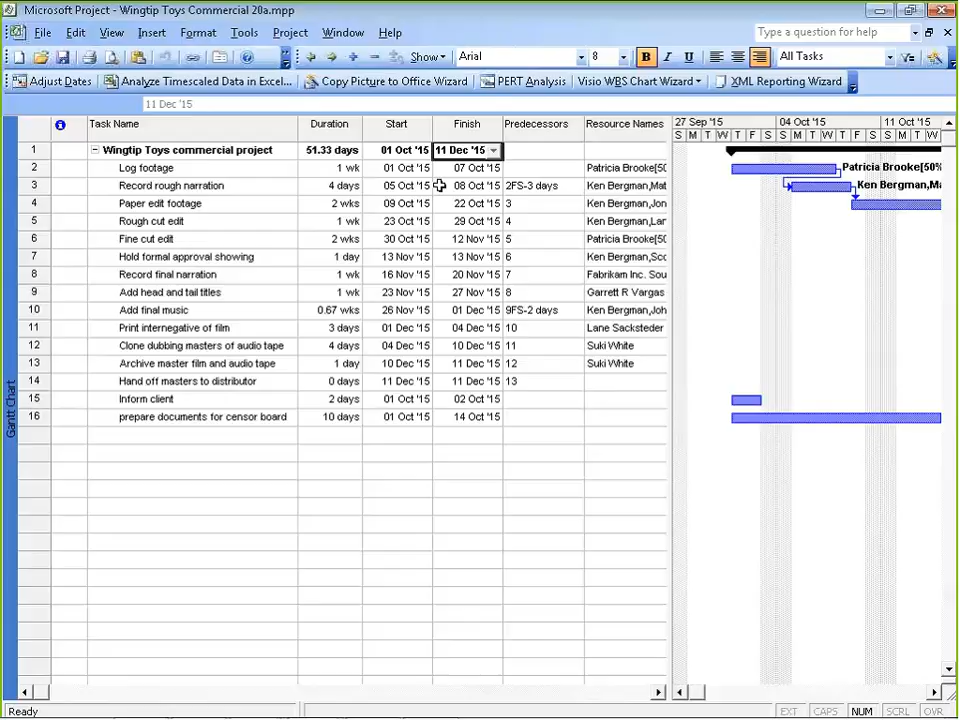 Microsoft Project - Wingtip Toys Commercial 20a.mpp
File Edit View Insert Format Tools Project Window Help Type a question for help
Show Arial 8 B I U All Tasks
Adjust Dates Analyze Timescaled Data in Excel... Copy Picture to Office Wizard PERT Analysis Visio WBS Chart Wizard XML Reporting Wizard
11 Dec '15
Task Name Duration Start Finish Predecessors Resource Names 27 Sep '15 04 Oct '15 11 Oct '15
S M T W T F S S M T W T F S S M T W
1 Wingtip Toys commercial project 51.33 days 01 Oct '15 11 Dec '15
2 Log footage 1 wk 01 Oct '15 07 Oct '15 Patricia Brooke[50 Patricia Brooke[50%
3 Record rough narration 4 days 05 Oct '15 08 Oct '15 2FS-3 days Ken Bergman,Mat Ken Bergman,Ma
4 Paper edit footage 2 wks 09 Oct '15 22 Oct '15 3 Ken Bergman,Jon
5 Rough cut edit 1 wk 23 Oct '15 29 Oct '15 4 Ken Bergman,Lar
6 Fine cut edit 2 wks 30 Oct '15 12 Nov '15 5 Patricia Brooke[50
7 Hold formal approval showing 1 day 13 Nov '15 13 Nov '15 6 Ken Bergman,Sco
8 Record final narration 1 wk 16 Nov '15 20 Nov '15 7 Fabrikam Inc. Sou
9 Add head and tail titles 1 wk 23 Nov '15 27 Nov '15 8 Garrett R Vargas
10 Add final music 0.67 wks 26 Nov '15 01 Dec '15 9FS-2 days Ken Bergman,Joh
11 Print internegative of film 3 days 01 Dec '15 04 Dec '15 10 Lane Sacksteder
12 Clone dubbing masters of audio tape 4 days 04 Dec '15 10 Dec '15 11 Suki White
13 Archive master film and audio tape 1 day 10 Dec '15 11 Dec '15 12 Suki White
14 Hand off masters to distributor 0 days 11 Dec '15 11 Dec '15 13
15 Inform client 2 days 01 Oct '15 02 Oct '15
16 prepare documents for censor board 10 days 01 Oct '15 14 Oct '15
Gantt Chart
Ready EXT CAPS NUM SCRL OVR